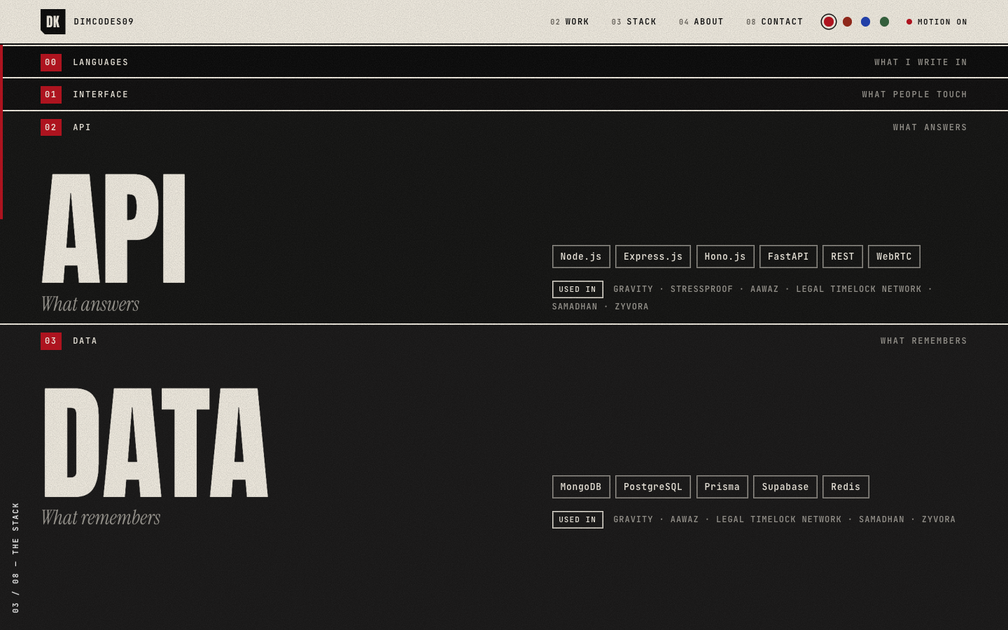 DK DIMCODES09 02 WORK 03 STACK 04 ABOUT 08 CONTACT MOTION ON
00 LANGUAGES WHAT I WRITE IN
01 INTERFACE WHAT PEOPLE TOUCH
02 API WHAT ANSWERS
API
What answers
Node.js Express.js Hono.js FastAPI REST WebRTC
USED IN GRAVITY · STRESSPROOF · AAWAZ · LEGAL TIMELOCK NETWORK ·
SAMADHAN · ZYVORA
03 DATA WHAT REMEMBERS
DATA
What remembers
MongoDB PostgreSQL Prisma Supabase Redis
USED IN GRAVITY · AAWAZ · LEGAL TIMELOCK NETWORK · SAMADHAN · ZYVORA
03 / 08 — THE STACK